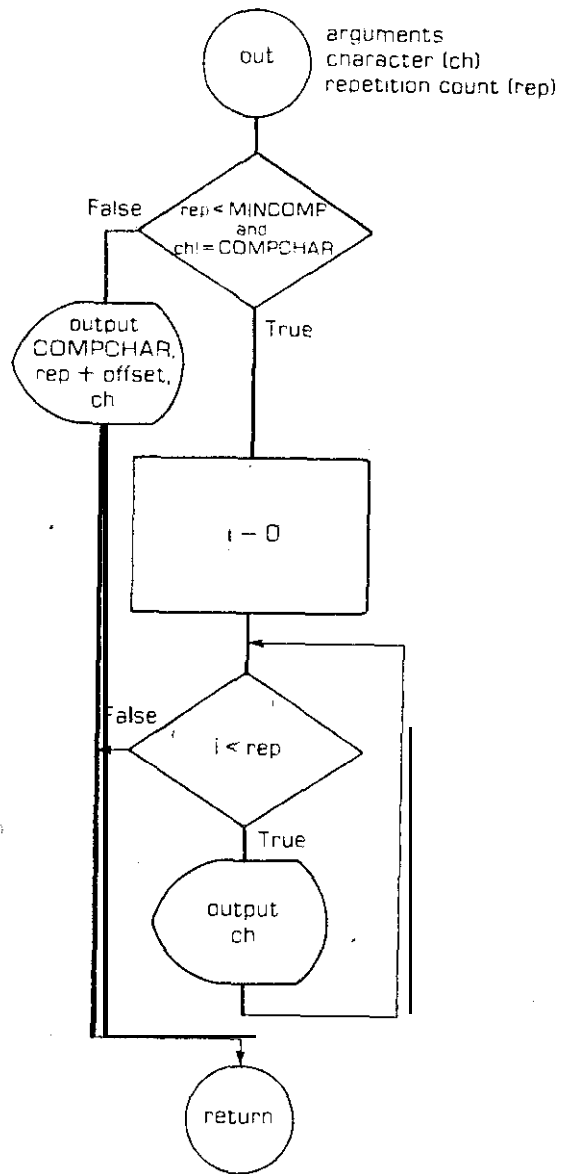 out
arguments
character (ch)
repetition count (rep)
False
rep < MINCOMP
and
ch! = COMPCHAR
True
output
COMPCHAR,
rep + offset,
ch
i – 0
False
i < rep
True
output
ch
return